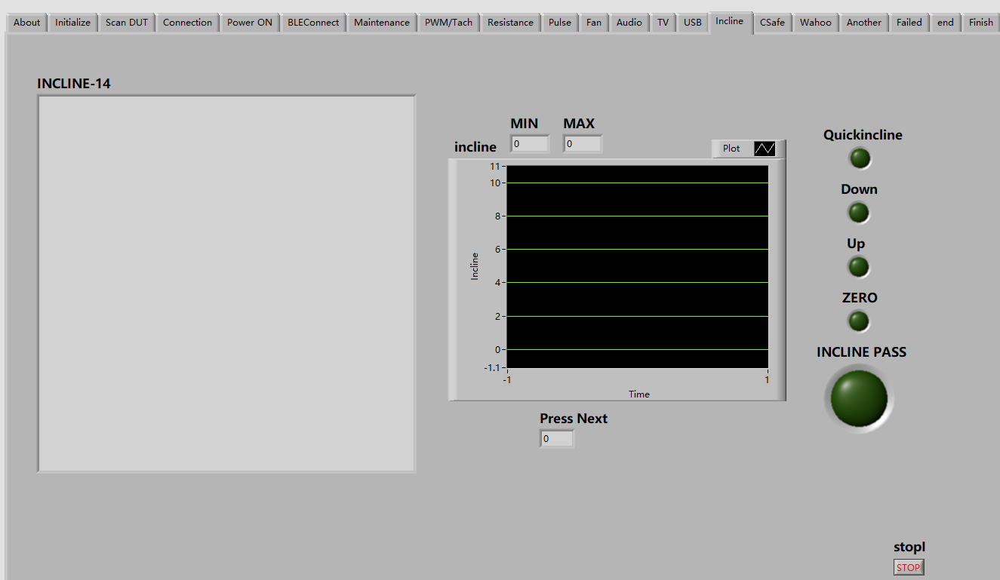 About Initialize Scan DUT Connection Power ON BLEConnect Maintenance PWM/Tach Resistance Pulse Fan Audio TV USB Incline CSafe Wahoo Another Failed end Finish
INCLINE-14
MIN MAX
incline 0 0
Plot
11
10
8
6
4
2
0
-1.1
Incline
-1 1
Time
Press Next
0
Quickincline
Down
Up
ZERO
INCLINE PASS
stopl
STOP